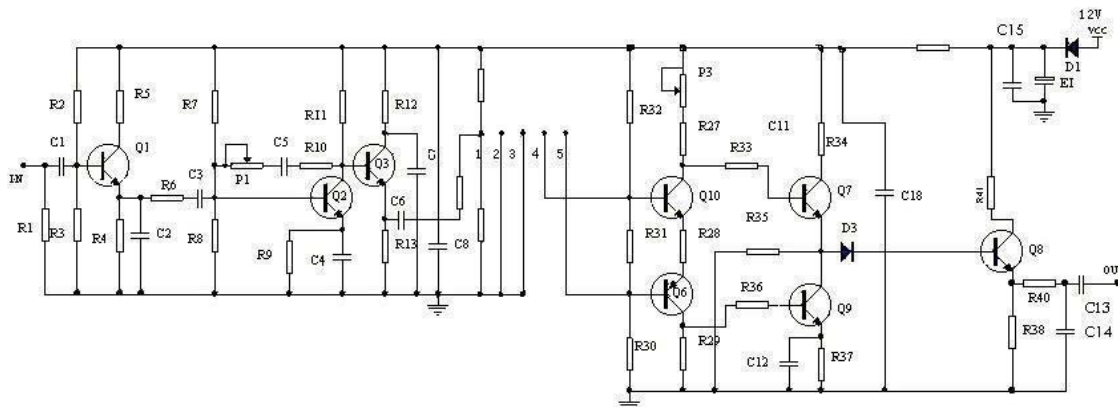 12V
VCC
C15
D1
EI
P3
R2
R5
R7
R11
R12
R32
R27
C11
R34
C1
Q1
C5
R10
Q3
1
2
3
4
5
R33
IN
P1
R6
C3
Q2
C6
Q10
Q7
C18
R41
R1
R3
R4
C2
R8
R9
C4
R13
C8
R31
R28
R35
D3
Q8
OU
Q6
R36
Q9
R40
C13
R30
R29
C12
R37
R38
C14